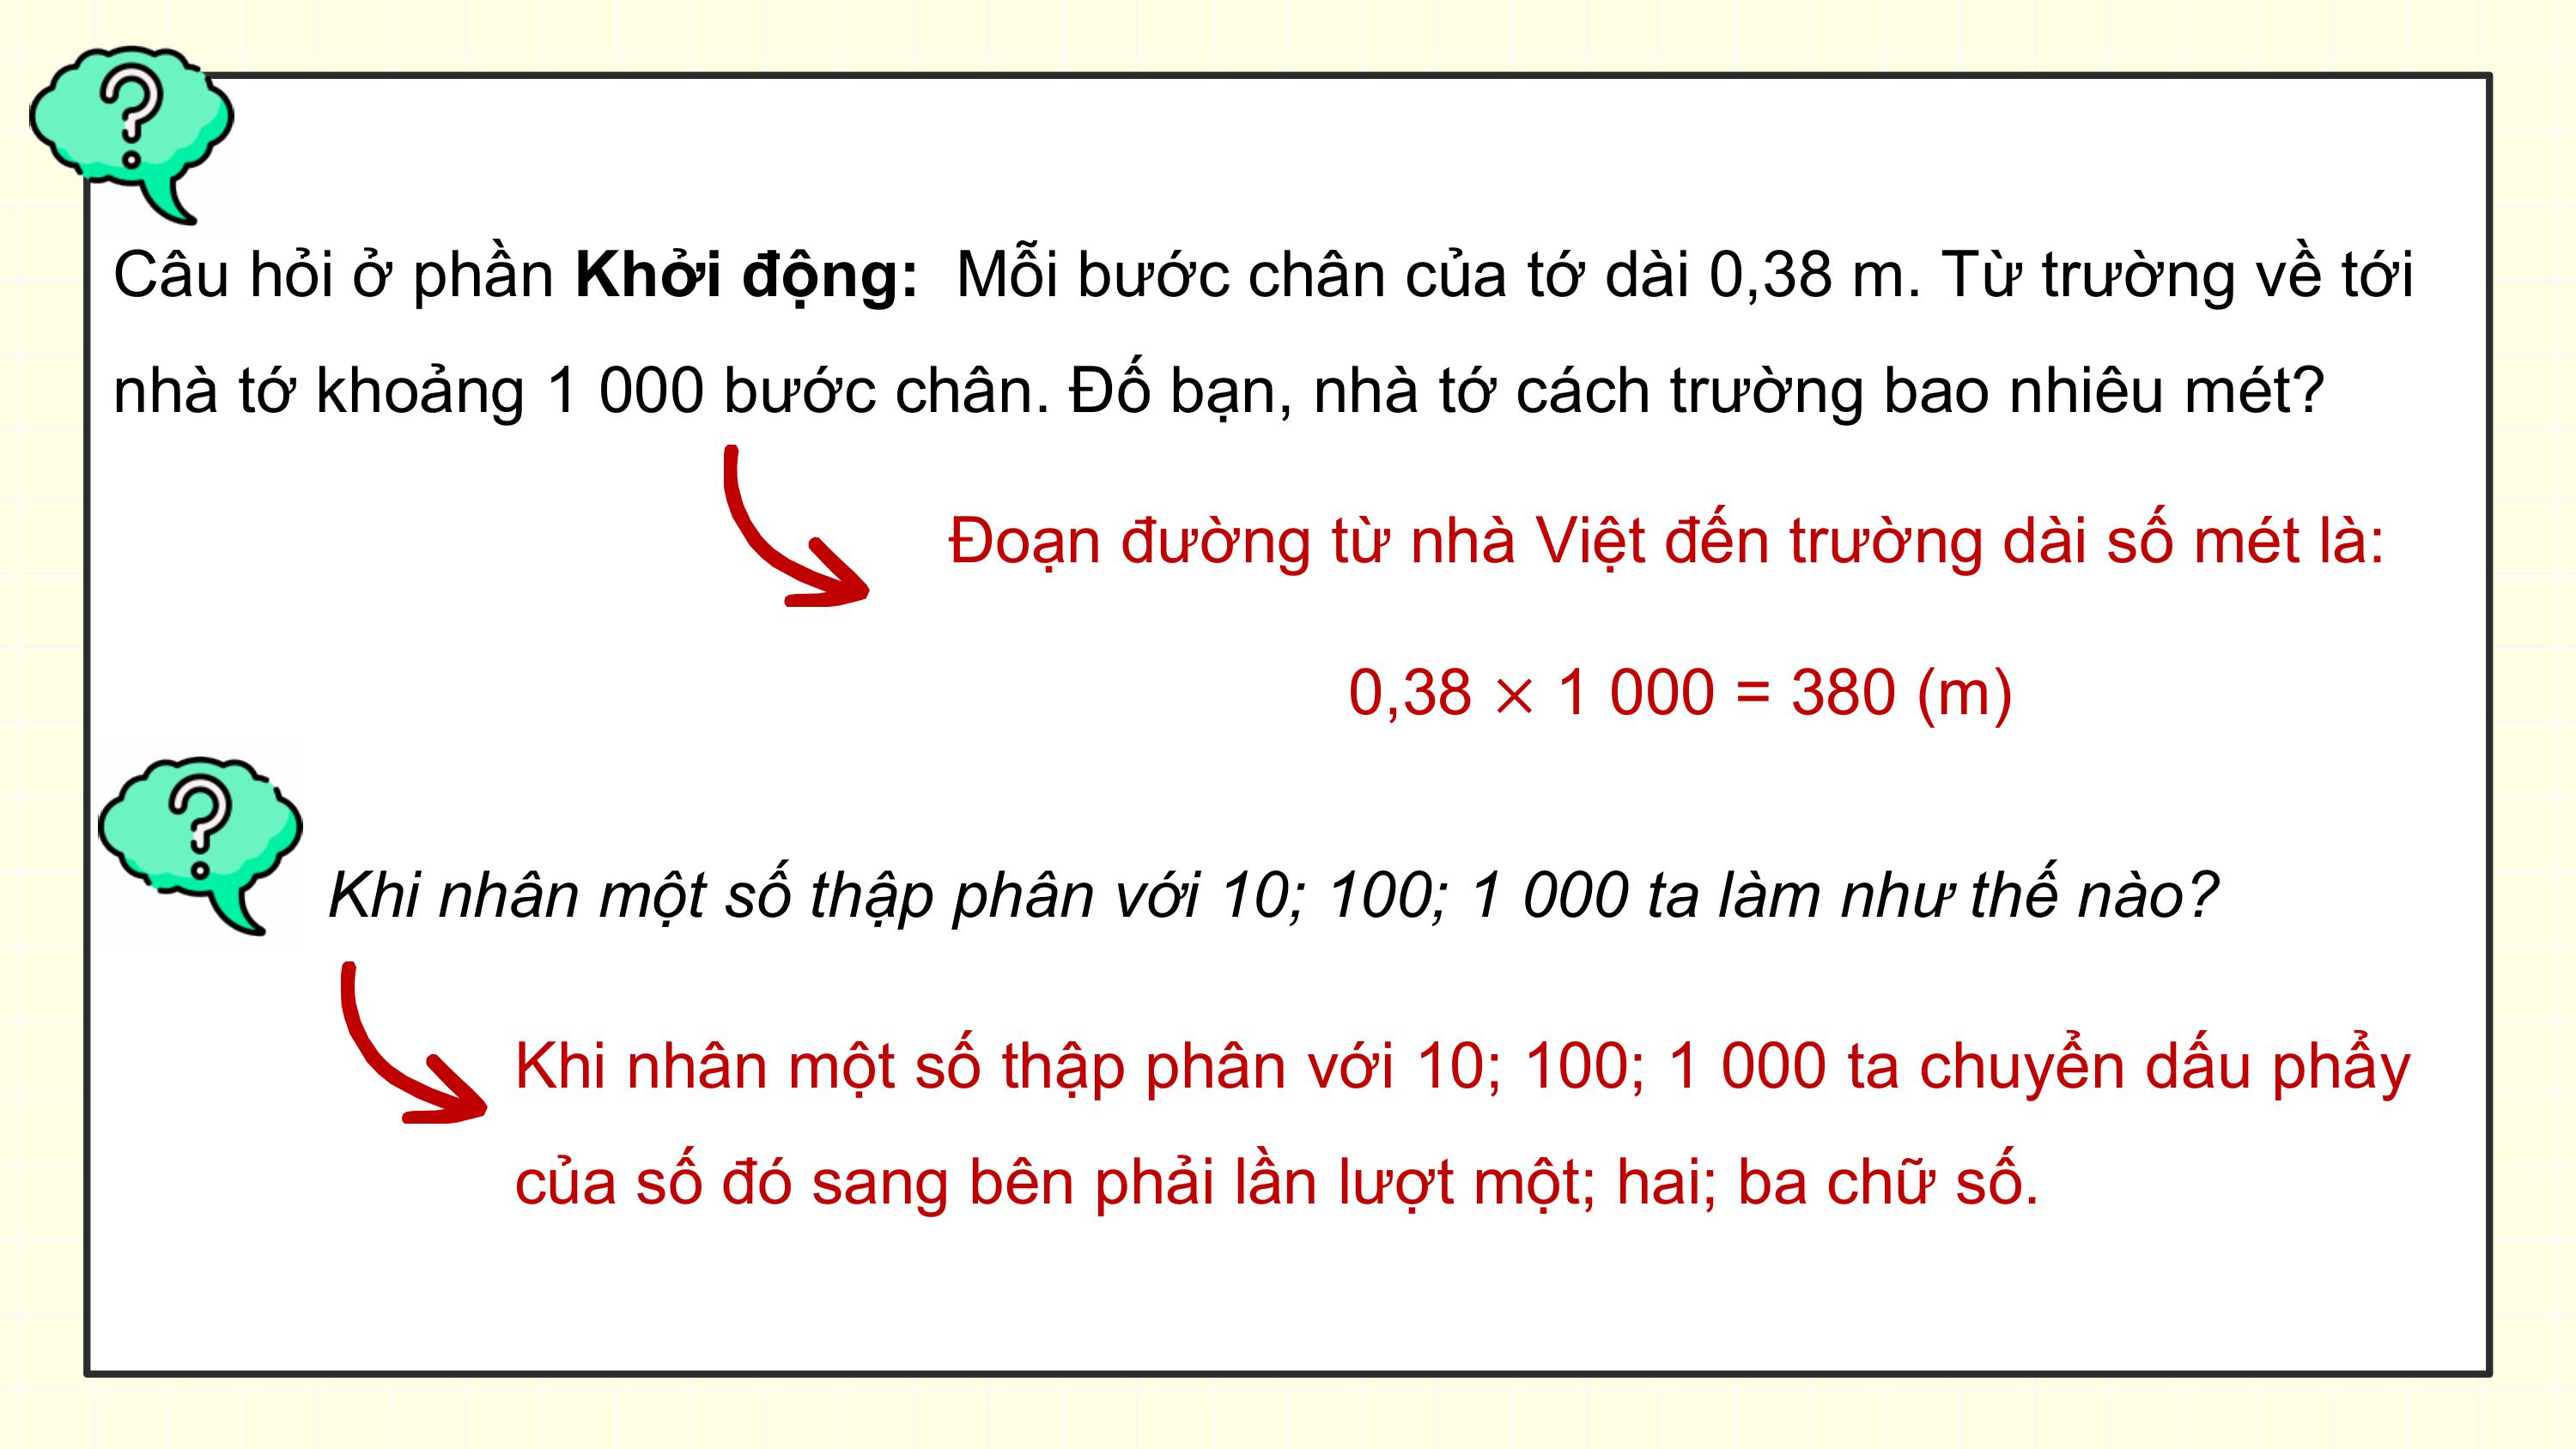 Câu hỏi ở phần Khởi động: Mỗi bước chân của tớ dài 0,38 m. Từ trường về tới
nhà tớ khoảng 1 000 bước chân. Đố bạn, nhà tớ cách trường bao nhiêu mét?
Đoạn đường từ nhà Việt đến trường dài số mét là:
0,38 × 1 000 = 380 (m)
Khi nhân một số thập phân với 10; 100; 1 000 ta làm như thế nào?
Khi nhân một số thập phân với 10; 100; 1 000 ta chuyển dấu phẩy
của số đó sang bên phải lần lượt một; hai; ba chữ số.